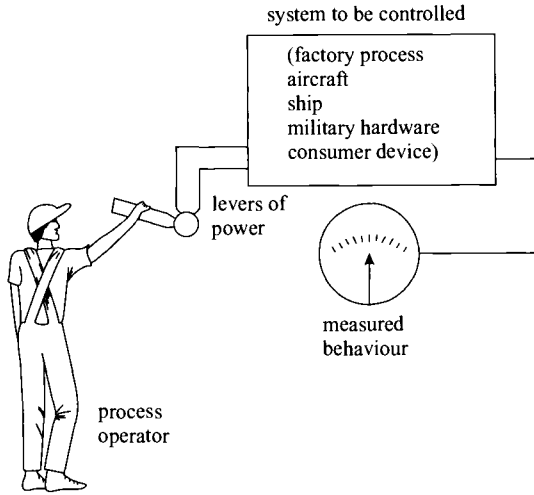 system to be controlled
(factory process
aircraft
ship
military hardware
consumer device)
levers of
power
measured
behaviour
process
operator